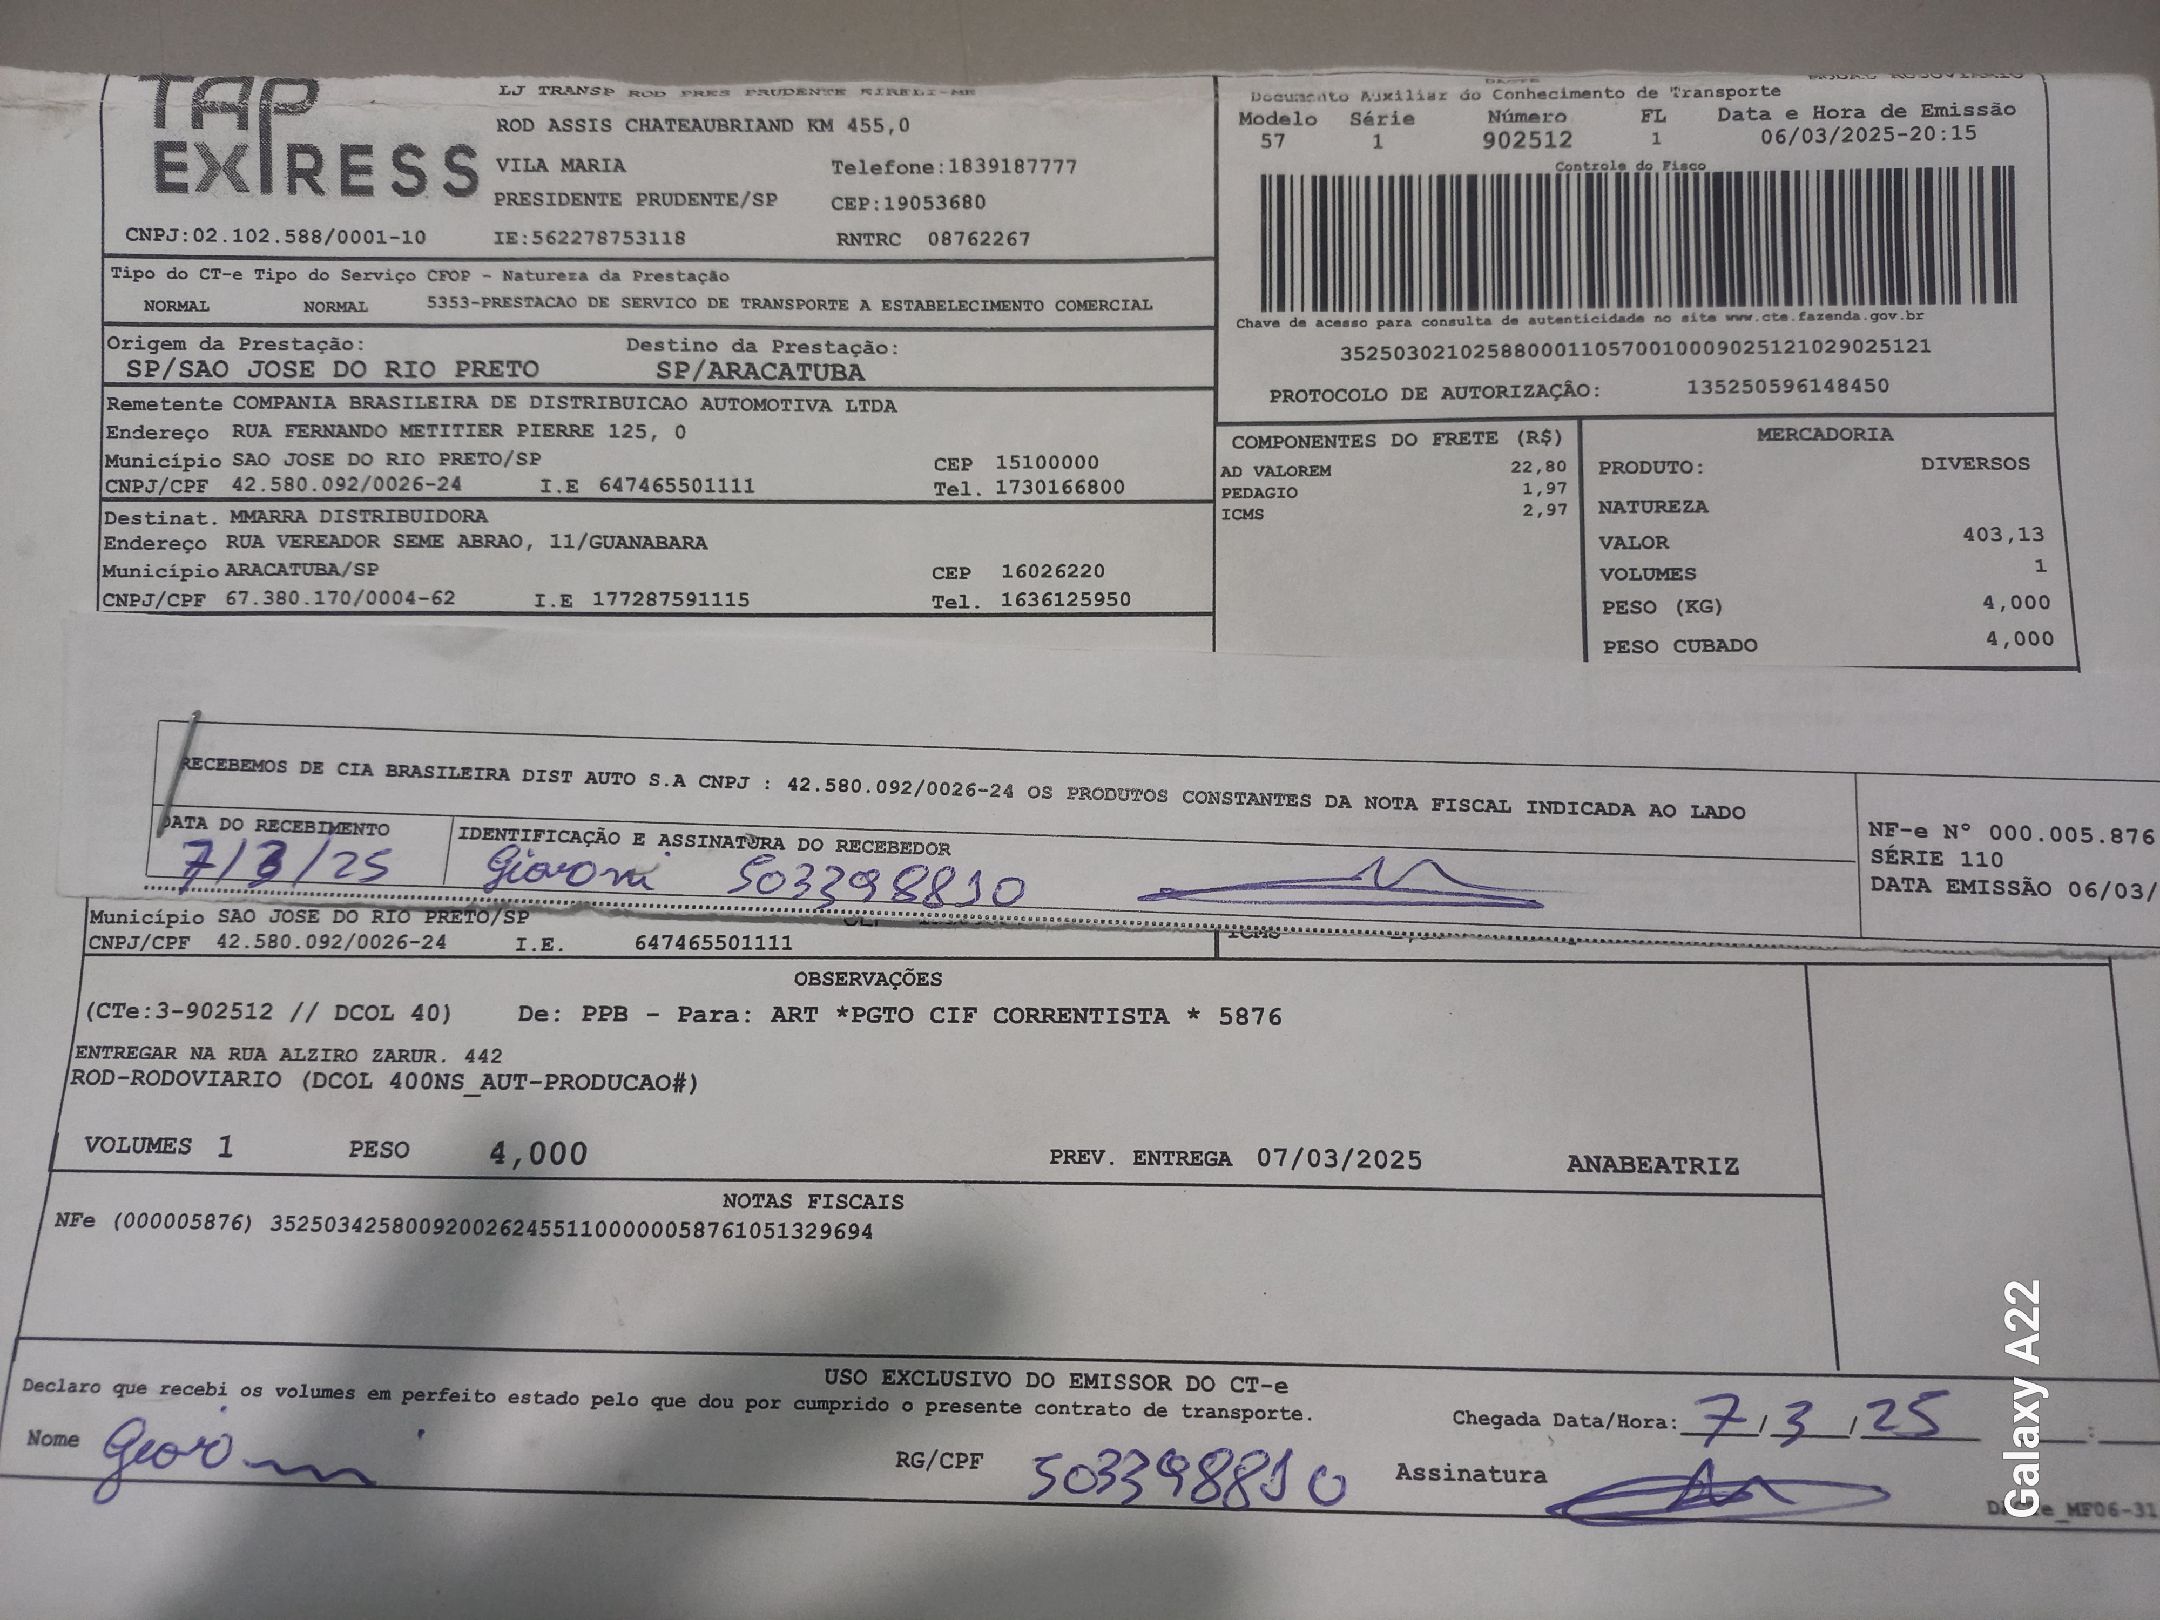 TAP
EXPRESS
LJ TRANSP ROD PRES PRUDENTE EIRELI-ME
ROD ASSIS CHATEAUBRIAND KM 455,0
VILA MARIA Telefone:1839187777
PRESIDENTE PRUDENTE/SP CEP:19053680
CNPJ:02.102.588/0001-10 IE:562278753118 RNTRC 08762267
MODAL RODOVIARIO
Documento Auxiliar do Conhecimento de Transporte
Modelo Série Número FL Data e Hora de Emissão
57 1 902512 1 06/03/2025-20:15
Controle do Fisco
Chave de acesso para consulta de autenticidade no site www.cte.fazenda.gov.br
35250302102588000110570010009025121029025121
PROTOCOLO DE AUTORIZAÇÂO: 135250596148450
Tipo do CT-e Tipo do Serviço CFOP - Natureza da Prestação
NORMAL NORMAL 5353-PRESTACAO DE SERVICO DE TRANSPORTE A ESTABELECIMENTO COMERCIAL
Origem da Prestação: Destino da Prestação:
SP/SAO JOSE DO RIO PRETO SP/ARACATUBA
Remetente COMPANIA BRASILEIRA DE DISTRIBUICAO AUTOMOTIVA LTDA
Endereço RUA FERNANDO METITIER PIERRE 125, 0
Município SAO JOSE DO RIO PRETO/SP CEP 15100000
CNPJ/CPF 42.580.092/0026-24 I.E 647465501111 Tel. 1730166800
Destinat. MMARRA DISTRIBUIDORA
Endereço RUA VEREADOR SEME ABRAO, 11/GUANABARA
Município ARACATUBA/SP CEP 16026220
CNPJ/CPF 67.380.170/0004-62 I.E 177287591115 Tel. 1636125950
COMPONENTES DO FRETE (R$)
AD VALOREM 22,80
PEDAGIO 1,97
ICMS 2,97
MERCADORIA
PRODUTO: DIVERSOS
NATUREZA
VALOR 403,13
VOLUMES 1
PESO (KG) 4,000
PESO CUBADO 4,000
RECEBEMOS DE CIA BRASILEIRA DIST AUTO S.A CNPJ : 42.580.092/0026-24 OS PRODUTOS CONSTANTES DA NOTA FISCAL INDICADA AO LADO
DATA DO RECEBIMENTO IDENTIFICAÇÃO E ASSINATURA DO RECEBEDOR
7/3/25 Giovoni 503398810
NF-e N° 000.005.876
SÉRIE 110
DATA EMISSÃO 06/03/
Município SAO JOSE DO RIO PRETO/SP
CNPJ/CPF 42.580.092/0026-24 I.E. 647465501111
ICMS
OBSERVAÇÕES
(CTe:3-902512 // DCOL 40) De: PPB - Para: ART *PGTO CIF CORRENTISTA * 5876
ENTREGAR NA RUA ALZIRO ZARUR. 442
ROD-RODOVIARIO (DCOL 400NS_AUT-PRODUCAO#)
VOLUMES 1 PESO 4,000 PREV. ENTREGA 07/03/2025 ANABEATRIZ
NOTAS FISCAIS
NFe (000005876) 35250342580092002624551100000058761051329694
USO EXCLUSIVO DO EMISSOR DO CT-e
Declaro que recebi os volumes em perfeito estado pelo que dou por cumprido o presente contrato de transporte.
Chegada Data/Hora: 7/3/25 :
Nome RG/CPF 503398810 Assinatura
Galaxy A22